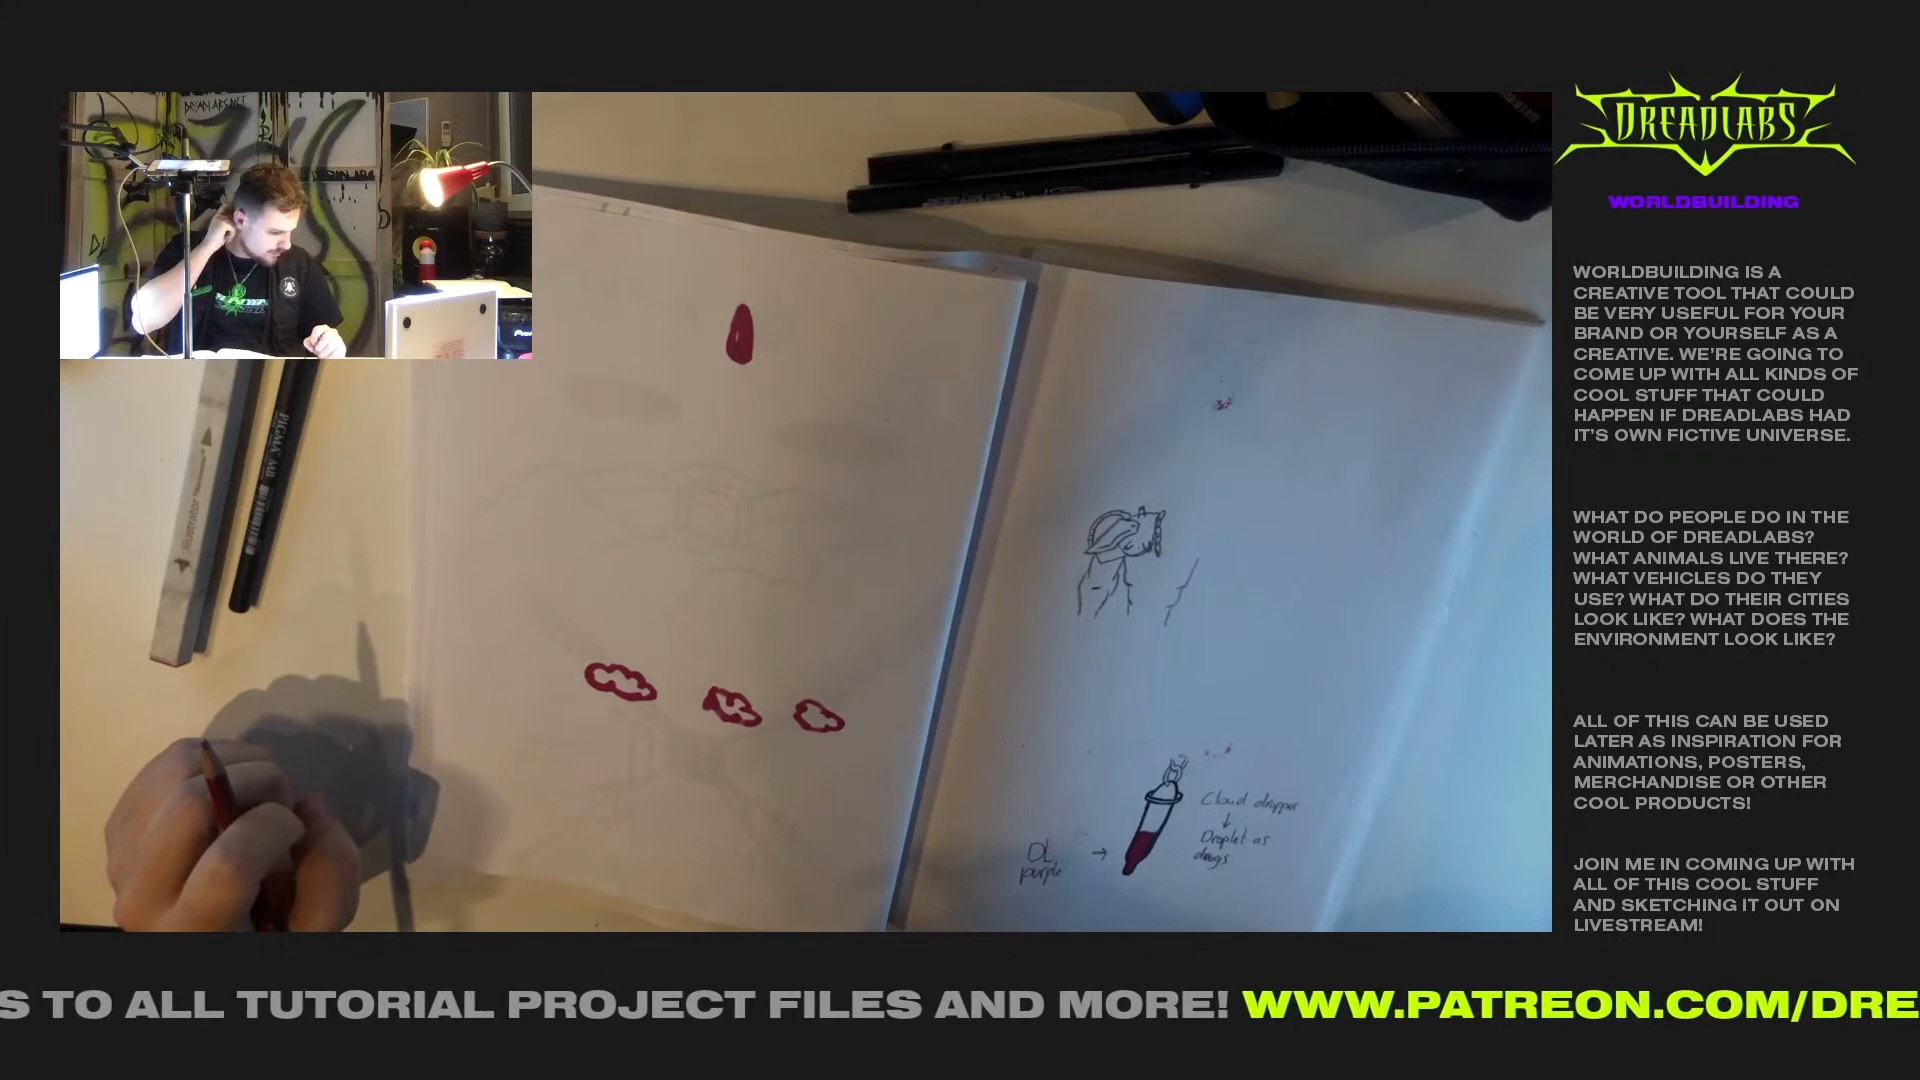 DREADLABS
WORLDBUILDING
WORLDBUILDING IS A
CREATIVE TOOL THAT COULD
BE VERY USEFUL FOR YOUR
BRAND OR YOURSELF AS A
CREATIVE. WE'RE GOING TO
COME UP WITH ALL KINDS OF
COOL STUFF THAT COULD
HAPPEN IF DREADLABS HAD
IT'S OWN FICTIVE UNIVERSE.
WHAT DO PEOPLE DO IN THE
WORLD OF DREADLABS?
WHAT ANIMALS LIVE THERE?
WHAT VEHICLES DO THEY
USE? WHAT DO THEIR CITIES
LOOK LIKE? WHAT DOES THE
ENVIRONMENT LOOK LIKE?
ALL OF THIS CAN BE USED
LATER AS INSPIRATION FOR
ANIMATIONS, POSTERS,
MERCHANDISE OR OTHER
COOL PRODUCTS!
JOIN ME IN COMING UP WITH
ALL OF THIS COOL STUFF
AND SKETCHING IT OUT ON
LIVESTREAM!
DREADLABS.NET
illustrator
PIGMA MB
Cloud dropper
↓
Droplet as
drugs
DL →
purple
S TO ALL TUTORIAL PROJECT FILES AND MORE! WWW.PATREON.COM/DRE